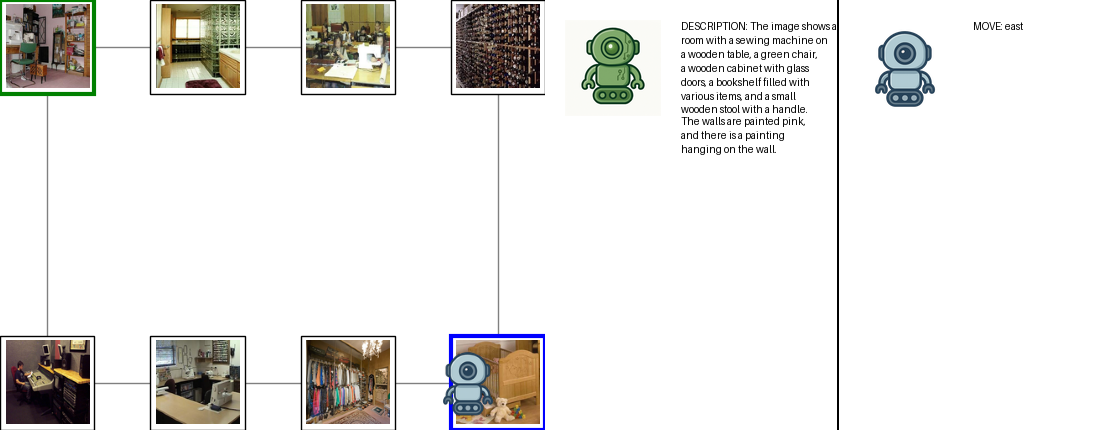 DESCRIPTION: The image shows a
room with a sewing machine on
a wooden table, a green chair,
a wooden cabinet with glass
doors, a bookshelf filled with
various items, and a small
wooden stool with a handle.
The walls are painted pink,
and there is a painting
hanging on the wall.
MOVE: east